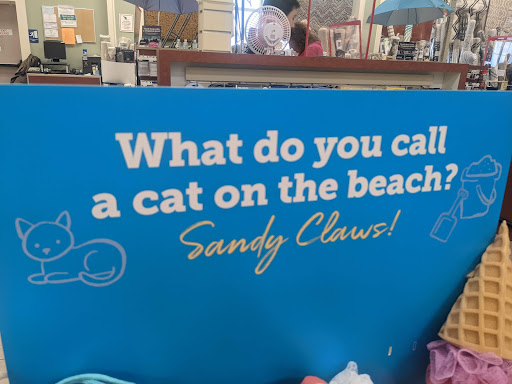 What do you call
a cat on the beach?
Sandy Claws!